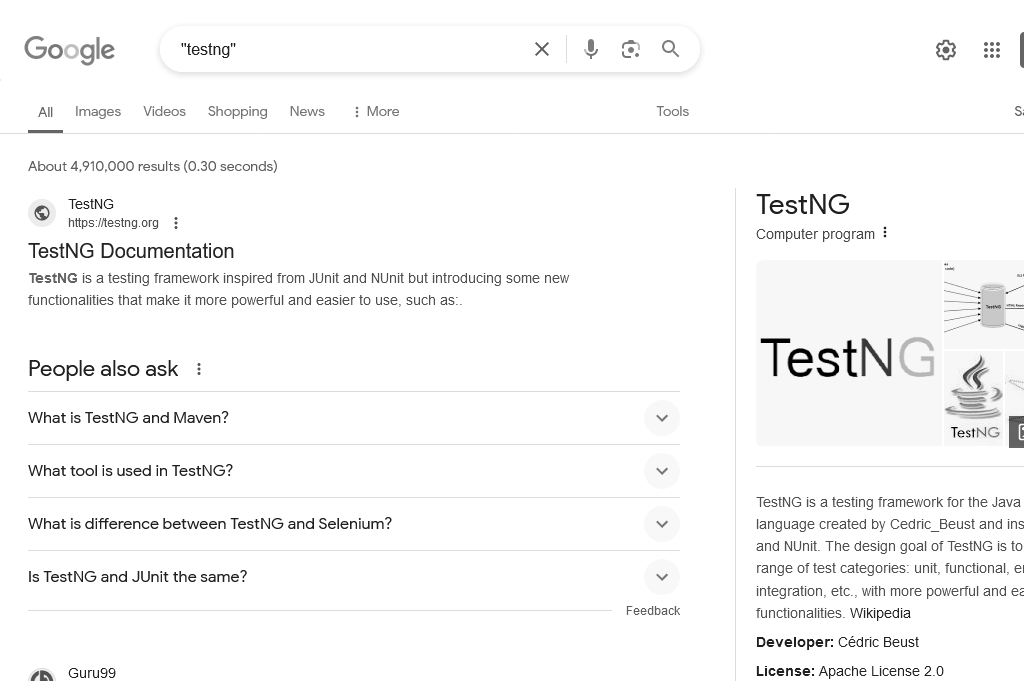 Google
"testng"
All
Images
Videos
Shopping
News
More
Tools
About 4,910,000 results (0.30 seconds)
TestNG
https://testng.org
TestNG Documentation
TestNG is a testing framework inspired from JUnit and NUnit but introducing some new
functionalities that make it more powerful and easier to use, such as:.
People also ask
What is TestNG and Maven?
What tool is used in TestNG?
What is difference between TestNG and Selenium?
Is TestNG and JUnit the same?
Feedback
Guru99
TestNG
Computer program
TestNG
TestNG
TestNG
TestNG is a testing framework for the Java
language created by Cedric_Beust and ins
and NUnit. The design goal of TestNG is to
range of test categories: unit, functional, e
integration, etc., with more powerful and ea
functionalities. Wikipedia
Developer: Cédric Beust
License: Apache License 2.0